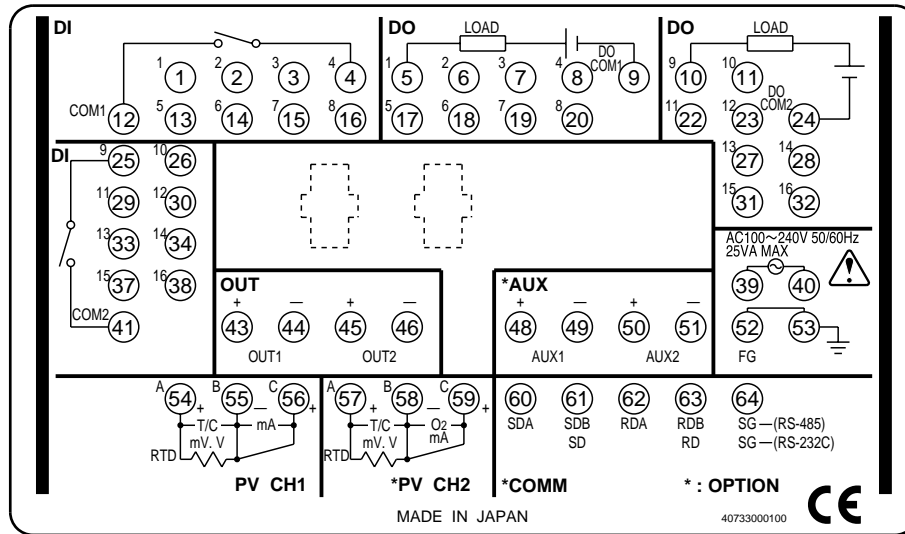 DI DO LOAD DO LOAD
1 2 3 4 1 2 3 4 DO COM1 9 10
1 2 3 4 5 6 7 8 9 10 11
COM1 5 6 7 8 5 6 7 8 11 12 DO COM2
12 13 14 15 16 17 18 19 20 22 23 24
DI 9 10 13 14
25 26 27 28
11 12 15 16
29 30 31 32
13 14 AC100～240V 50/60Hz
33 34 25VA MAX
15 16 OUT *AUX
37 38 39 40
COM2 + — + — + — + —
41 43 44 45 46 48 49 50 51 52 53
OUT1 OUT2 AUX1 AUX2 FG
A B C A B C
54 55 56 57 58 59 60 61 62 63 64
+ — + + — + SDA SDB RDA RDB SG—(RS-485)
T/C mA T/C O2 SD RD SG—(RS-232C)
mV. V mV. V mA
RTD RTD
PV CH1 *PV CH2 *COMM * : OPTION
MADE IN JAPAN 40733000100 CE